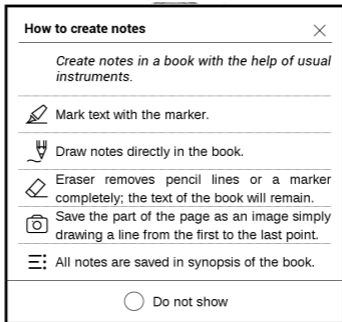 How to create notes
Create notes in a book with the help of usual
instruments.
Mark text with the marker.
Draw notes directly in the book.
Eraser removes pencil lines or a marker
completely; the text of the book will remain.
Save the part of the page as an image simply
drawing a line from the first to the last point.
All notes are saved in synopsis of the book.
Do not show